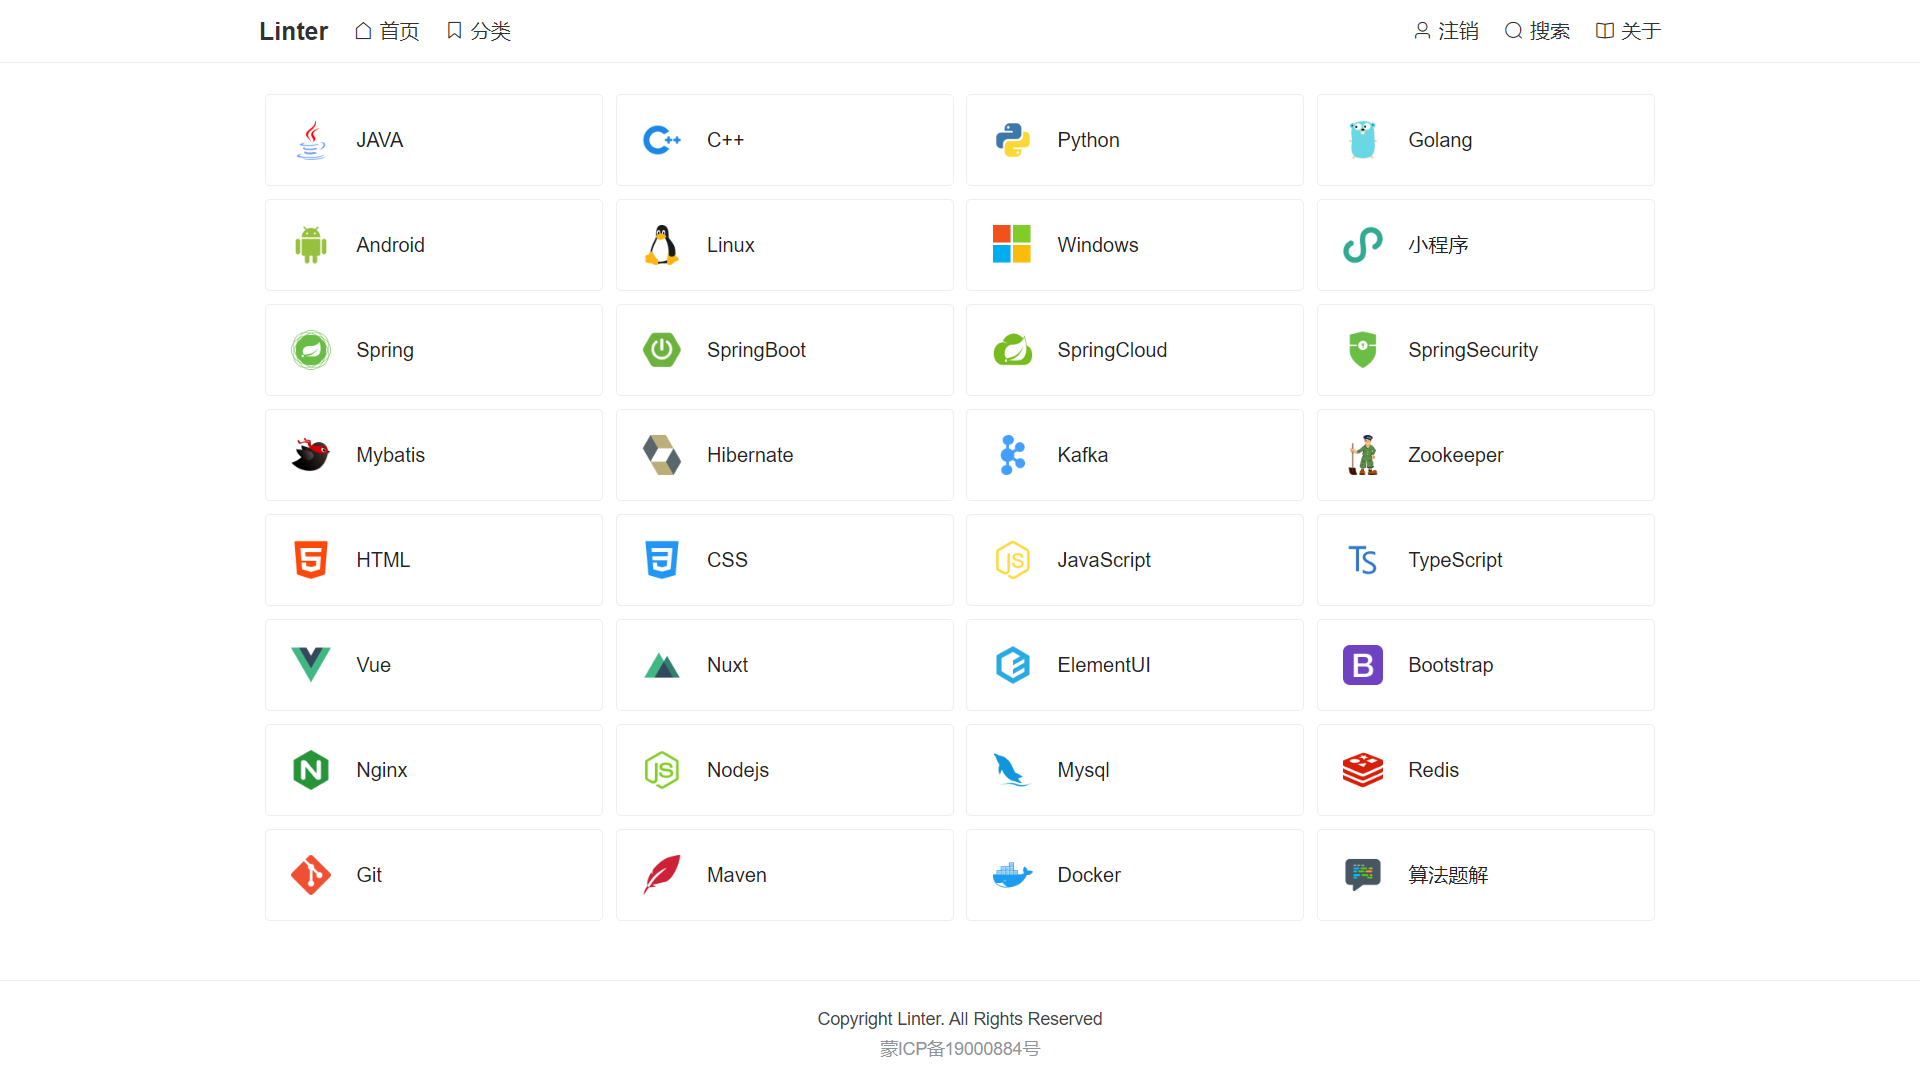 Linter 首页 分类 注销 搜索 关于
JAVA C++ Python Golang
Android Linux Windows 小程序
Spring SpringBoot SpringCloud SpringSecurity
Mybatis Hibernate Kafka Zookeeper
HTML CSS JavaScript TypeScript
Vue Nuxt ElementUI Bootstrap
Nginx Nodejs Mysql Redis
Git Maven Docker 算法题解
Copyright Linter. All Rights Reserved
蒙ICP备19000884号